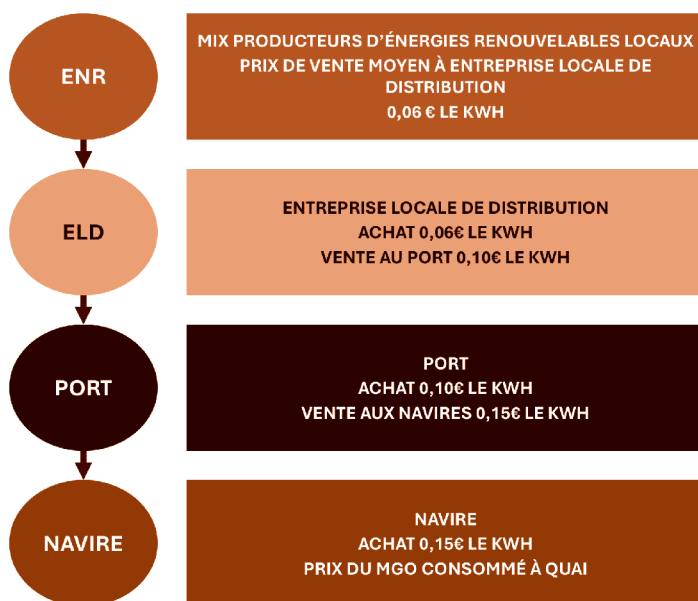 ENR
MIX PRODUCTEURS D'ÉNERGIES RENOUVELABLES LOCAUX
PRIX DE VENTE MOYEN À ENTREPRISE LOCALE DE
DISTRIBUTION
0,06 € LE KWH
ELD
ENTREPRISE LOCALE DE DISTRIBUTION
ACHAT 0,06€ LE KWH
VENTE AU PORT 0,10€ LE KWH
PORT
PORT
ACHAT 0,10€ LE KWH
VENTE AUX NAVIRES 0,15€ LE KWH
NAVIRE
NAVIRE
ACHAT 0,15€ LE KWH
PRIX DU MGO CONSOMMÉ À QUAI